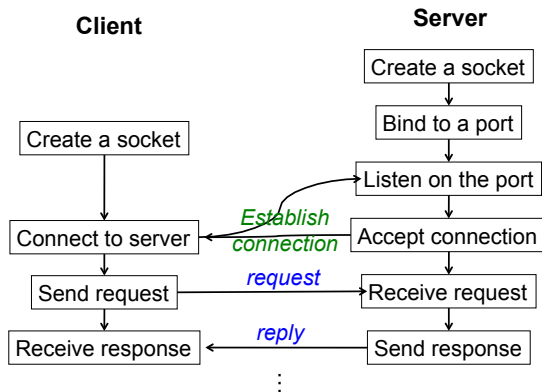 Client
Server
Create a socket
Bind to a port
Create a socket
Listen on the port
Establish
connection
Connect to server
Accept connection
Send request
request
Receive request
Receive response
reply
Send response
⋮